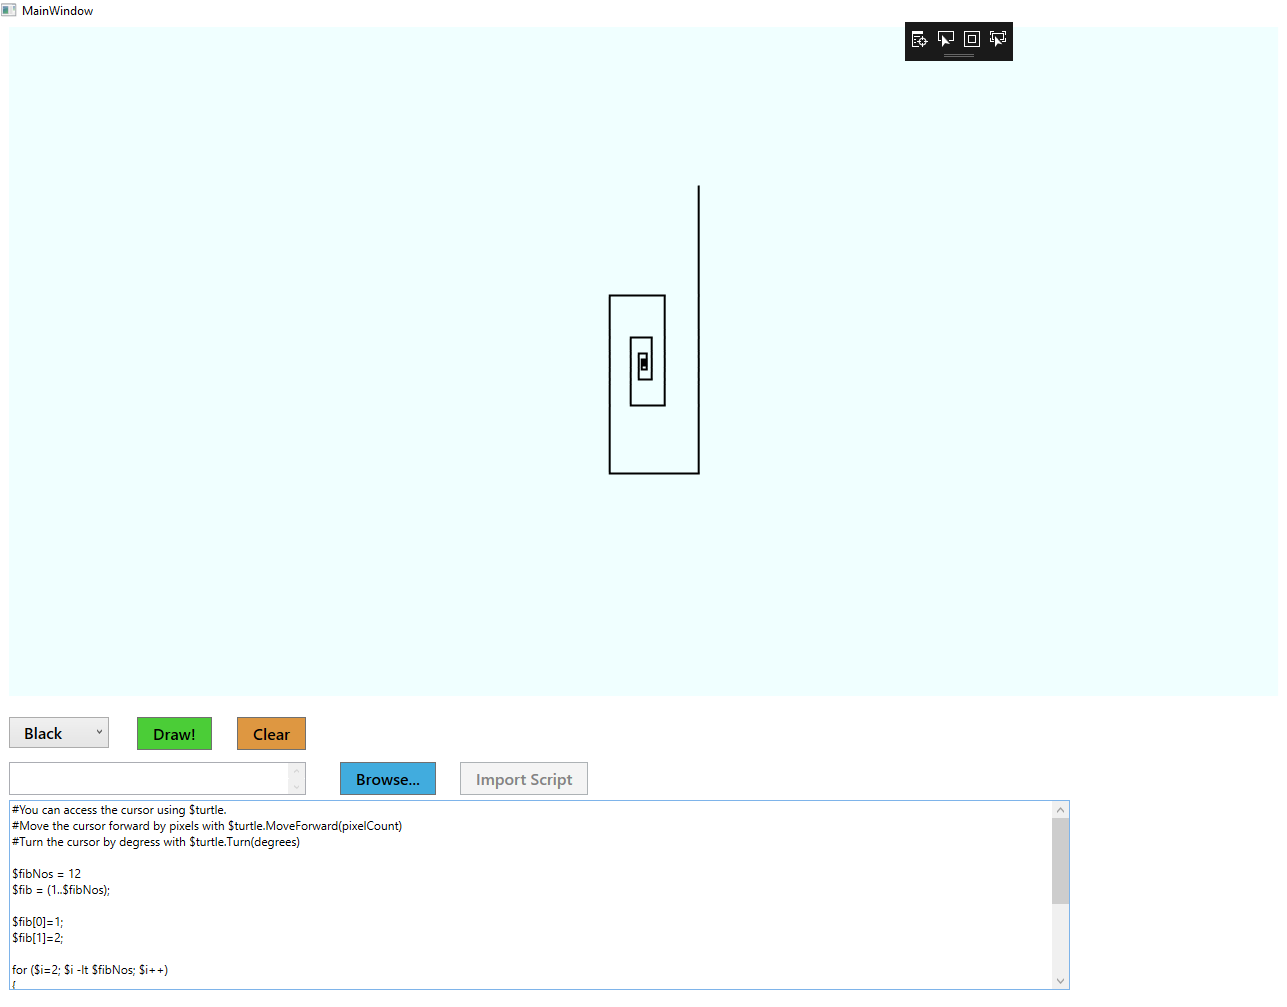 MainWindow
Black
Draw!
Clear
Browse...
Import Script
#You can access the cursor using $turtle.
#Move the cursor forward by pixels with $turtle.MoveForward(pixelCount)
#Turn the cursor by degress with $turtle.Turn(degrees)
$fibNos = 12
$fib = (1..$fibNos);
$fib[0]=1;
$fib[1]=2;
for ($i=2; $i -lt $fibNos; $i++)
{